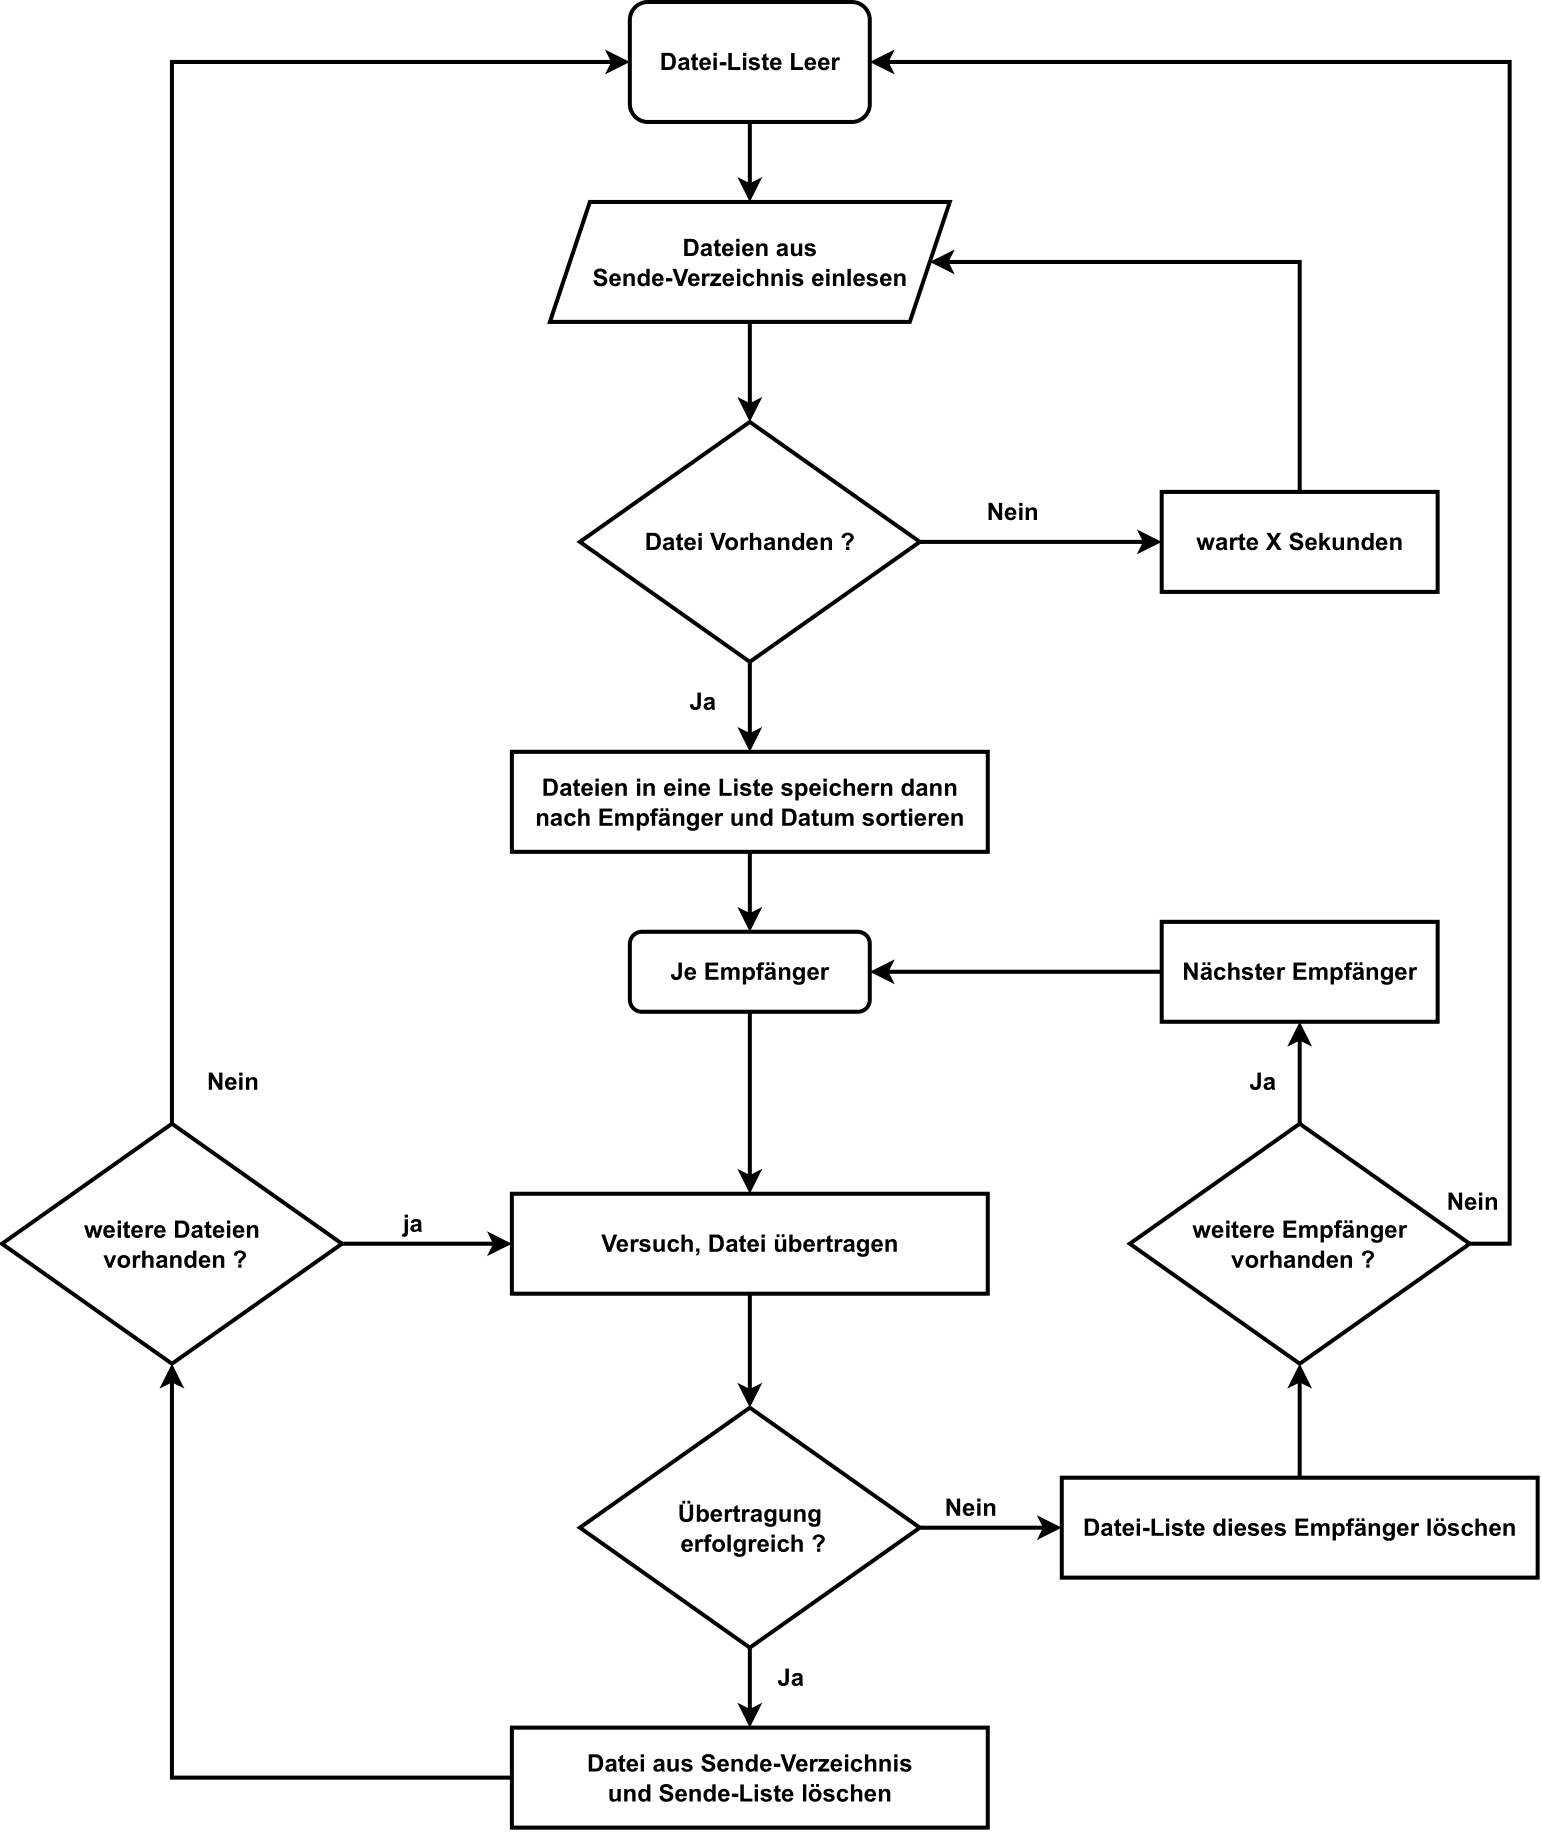 Datei-Liste Leer
Dateien aus
Sende-Verzeichnis einlesen
Datei Vorhanden ?
Nein
warte X Sekunden
Ja
Dateien in eine Liste speichern dann
nach Empfänger und Datum sortieren
Je Empfänger
Nächster Empfänger
Nein
Ja
weitere Dateien
vorhanden ?
ja
Versuch, Datei übertragen
weitere Empfänger
vorhanden ?
Nein
Übertragung
erfolgreich ?
Nein
Datei-Liste dieses Empfänger löschen
Ja
Datei aus Sende-Verzeichnis
und Sende-Liste löschen